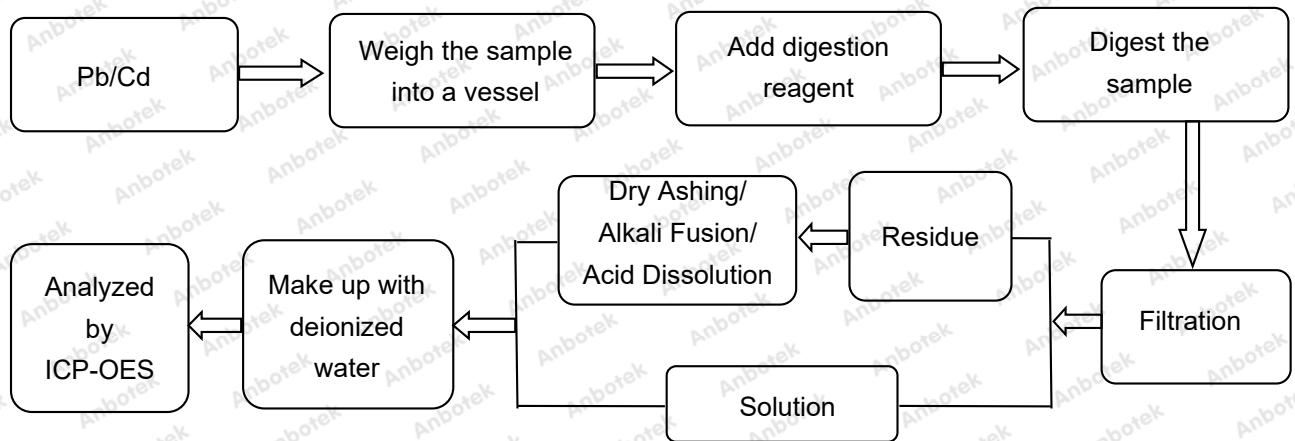 Pb/Cd
Weigh the sample
into a vessel
Add digestion
reagent
Digest the
sample
Filtration
Residue
Dry Ashing/
Alkali Fusion/
Acid Dissolution
Solution
Make up with
deionized
water
Analyzed
by
ICP-OES
Anbotek